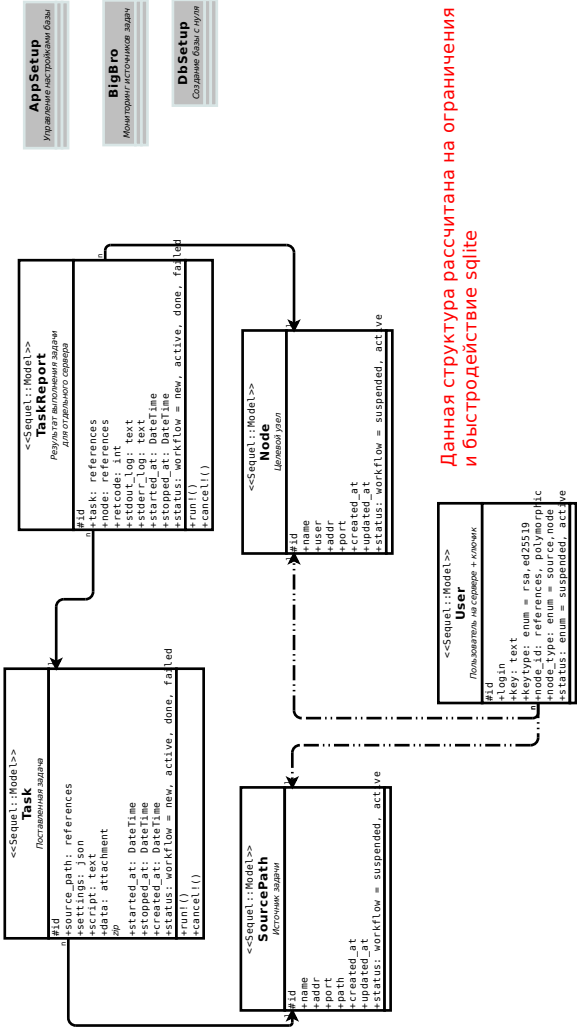 <<Sequel::Model>>
Task
Поставленная задача
#id
+source_path: references
+settings: json
+script: text
+data: attachment
zip
+started_at: DateTime
+stopped_at: DateTime
+created_at: DateTime
+status: workflow = new, active, done, failed
+run!()
+cancel!()
n
1
<<Sequel::Model>>
TaskReport
Результат выполнения задачи
для отдельного сервера
#id
+task: references
+node: references
+retcode: int
+stdout_log: text
+stderr_log: text
+started_at: DateTime
+stopped_at: DateTime
+status: workflow = new, active, done, failed
+run!()
+cancel!()
n
n
AppSetup
Управление настройками базы
BigBro
Мониторинг источников задач
DbSetup
Создание базы с нуля
<<Sequel::Model>>
SourcePath
Источник задачи
#id
+name
+addr
+port
+path
+created_at
+updated_at
+status: workflow = suspended, active
1
<<Sequel::Model>>
Node
Целевой узел
#id
+name
+user
+addr
+port
+created_at
+updated_at
+status: workflow = suspended, active
1
1
<<Sequel::Model>>
User
Пользователь на сервере + ключик
#id
+login
+key: text
+keytype: enum = rsa,ed25519
+node_id: references, polymorphic
+node_type: enum = source,node
+status: enum = suspended, active
n
Данная структура рассчитана на ограничения
и быстродействие sqlite